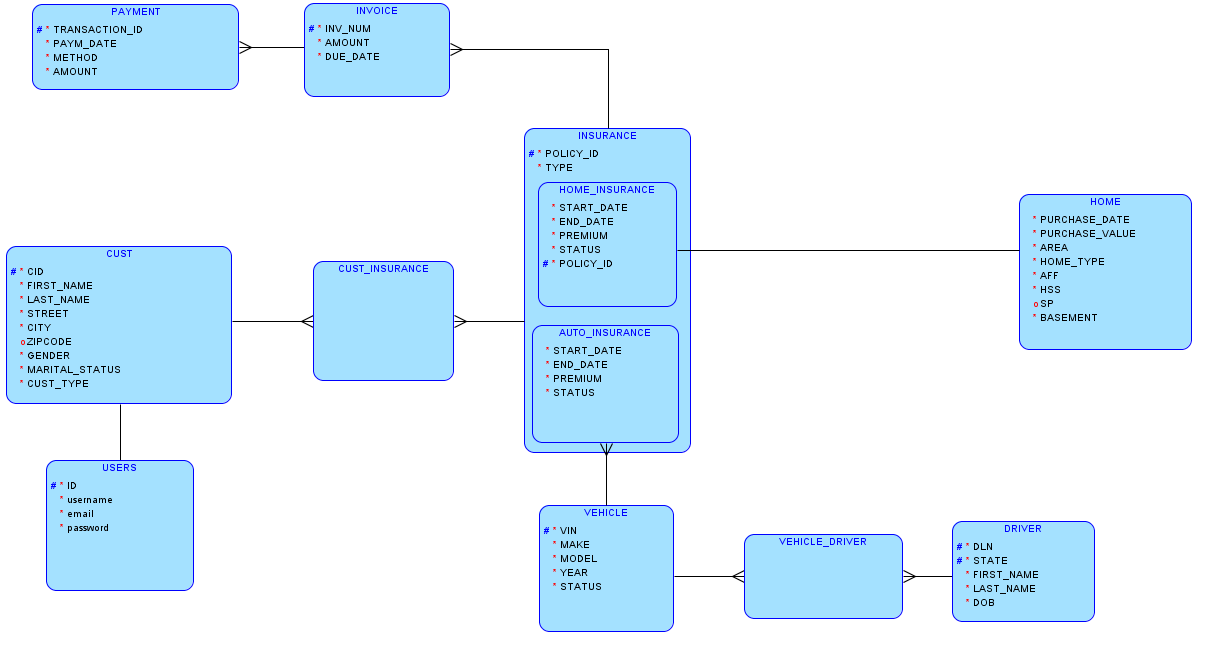 PAYMENT
# * TRANSACTION_ID
* PAYM_DATE
* METHOD
* AMOUNT
INVOICE
# * INV_NUM
* AMOUNT
* DUE_DATE
INSURANCE
# * POLICY_ID
* TYPE
HOME_INSURANCE
* START_DATE
* END_DATE
* PREMIUM
* STATUS
# * POLICY_ID
AUTO_INSURANCE
* START_DATE
* END_DATE
* PREMIUM
* STATUS
HOME
* PURCHASE_DATE
* PURCHASE_VALUE
* AREA
* HOME_TYPE
* AFF
* HSS
o SP
* BASEMENT
CUST
# * CID
* FIRST_NAME
* LAST_NAME
* STREET
* CITY
o ZIPCODE
* GENDER
* MARITAL_STATUS
* CUST_TYPE
CUST_INSURANCE
USERS
# * ID
* username
* email
* password
VEHICLE
# * VIN
* MAKE
* MODEL
* YEAR
* STATUS
VEHICLE_DRIVER
DRIVER
# * DLN
# * STATE
* FIRST_NAME
* LAST_NAME
* DOB